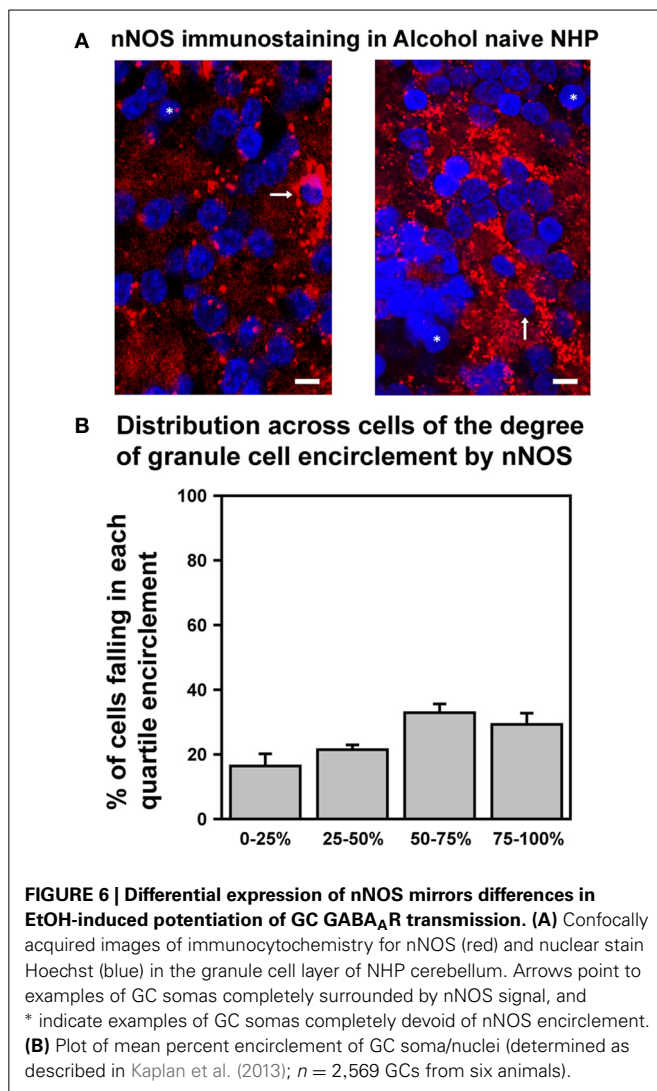 A nNOS immunostaining in Alcohol naive NHP
*
*
*
B Distribution across cells of the degree
of granule cell encirclement by nNOS
% of cells falling in each
quartile encirclement
100
80
60
40
20
0
0-25% 25-50% 50-75% 75-100%
FIGURE 6 | Differential expression of nNOS mirrors differences in
EtOH-induced potentiation of GC GABA_AR transmission. (A) Confocally
acquired images of immunocytochemistry for nNOS (red) and nuclear stain
Hoechst (blue) in the granule cell layer of NHP cerebellum. Arrows point to
examples of GC somas completely surrounded by nNOS signal, and
* indicate examples of GC somas completely devoid of nNOS encirclement.
(B) Plot of mean percent encirclement of GC soma/nuclei (determined as
described in Kaplan et al. (2013); n = 2,569 GCs from six animals).